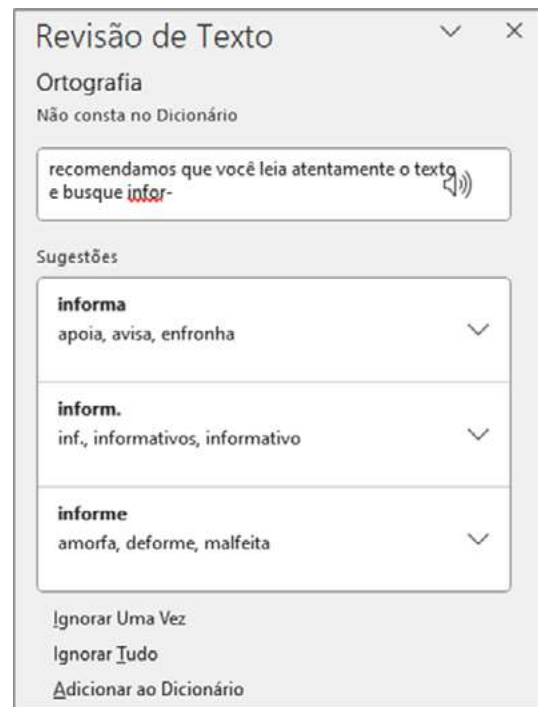 Revisão de Texto
Ortografia
Não consta no Dicionário
recomendamos que você leia atentamente o texto
e busque infor-
Sugestões
informa
apoia, avisa, enfronha
inform.
inf., informativos, informativo
informe
amorfa, deforme, malfeita
Ignorar Uma Vez
Ignorar Tudo
Adicionar ao Dicionário